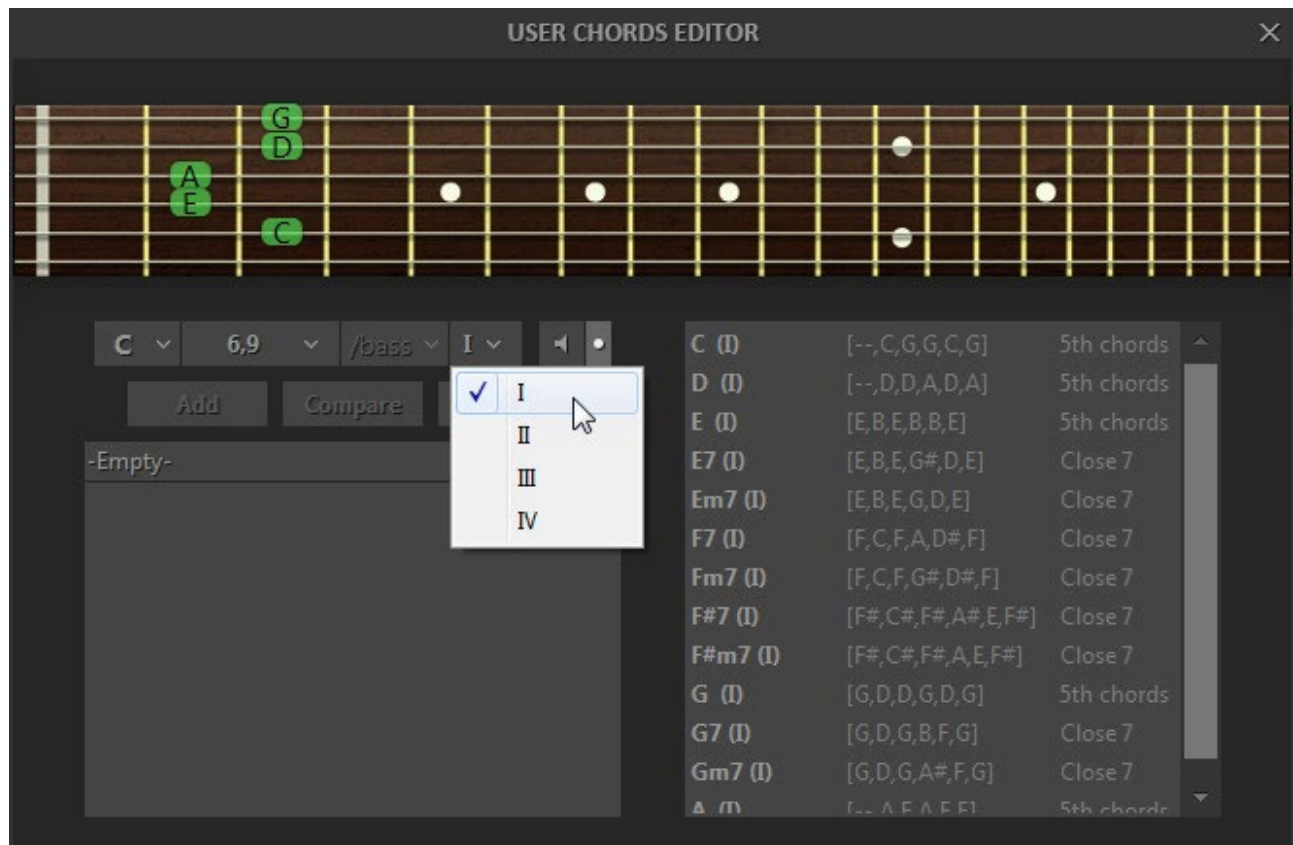 USER CHORDS EDITOR
G
D
A
E
C
C 6,9 /bass I
Add Compare
I
II
III
IV
-Empty-
C (I) [--,C,G,G,C,G] 5th chords
D (I) [--,D,D,A,D,A] 5th chords
E (I) [E,B,E,B,B,E] 5th chords
E7 (I) [E,B,E,G#,D,E] Close 7
Em7 (I) [E,B,E,G,D,E] Close 7
F7 (I) [F,C,F,A,D#,F] Close 7
Fm7 (I) [F,C,F,G#,D#,F] Close 7
F#7 (I) [F#,C#,F#,A#,E,F#] Close 7
F#m7 (I) [F#,C#,F#,A,E,F#] Close 7
G (I) [G,D,D,G,D,G] 5th chords
G7 (I) [G,D,G,B,F,G] Close 7
Gm7 (I) [G,D,G,A#,F,G] Close 7
A (I) 5th chords